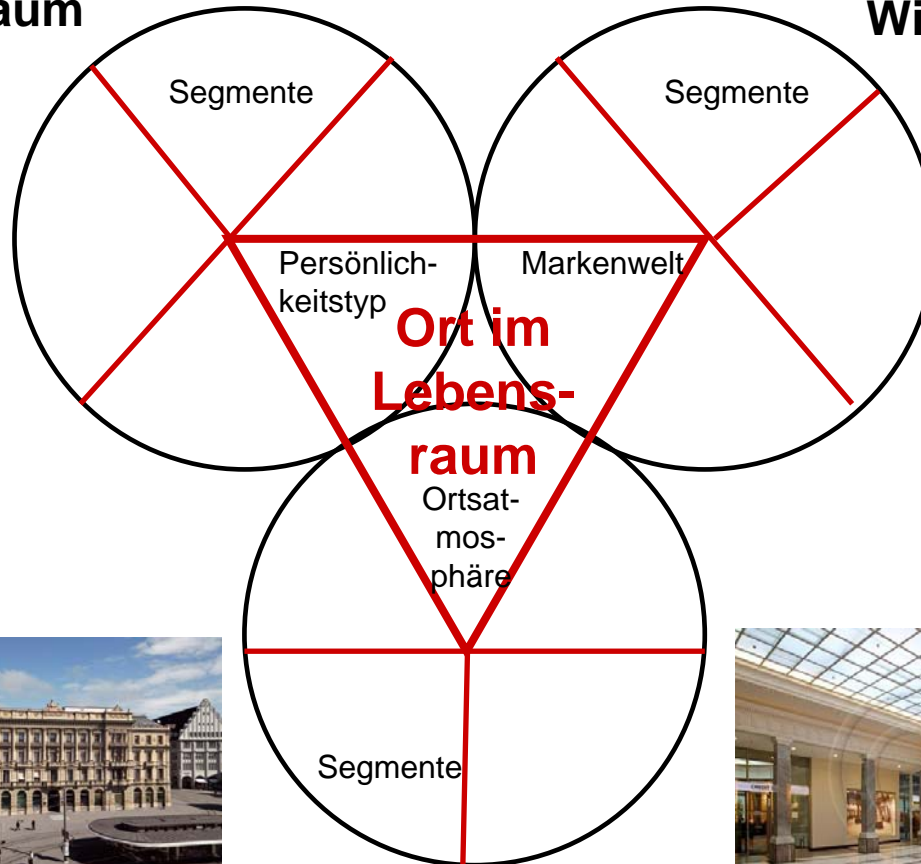 aum
Wi
Segmente
Segmente
Persönlich-
keitstyp
Markenwelt
Ort im
Lebens-
raum
Ortsat-
mos-
phäre
Segmente